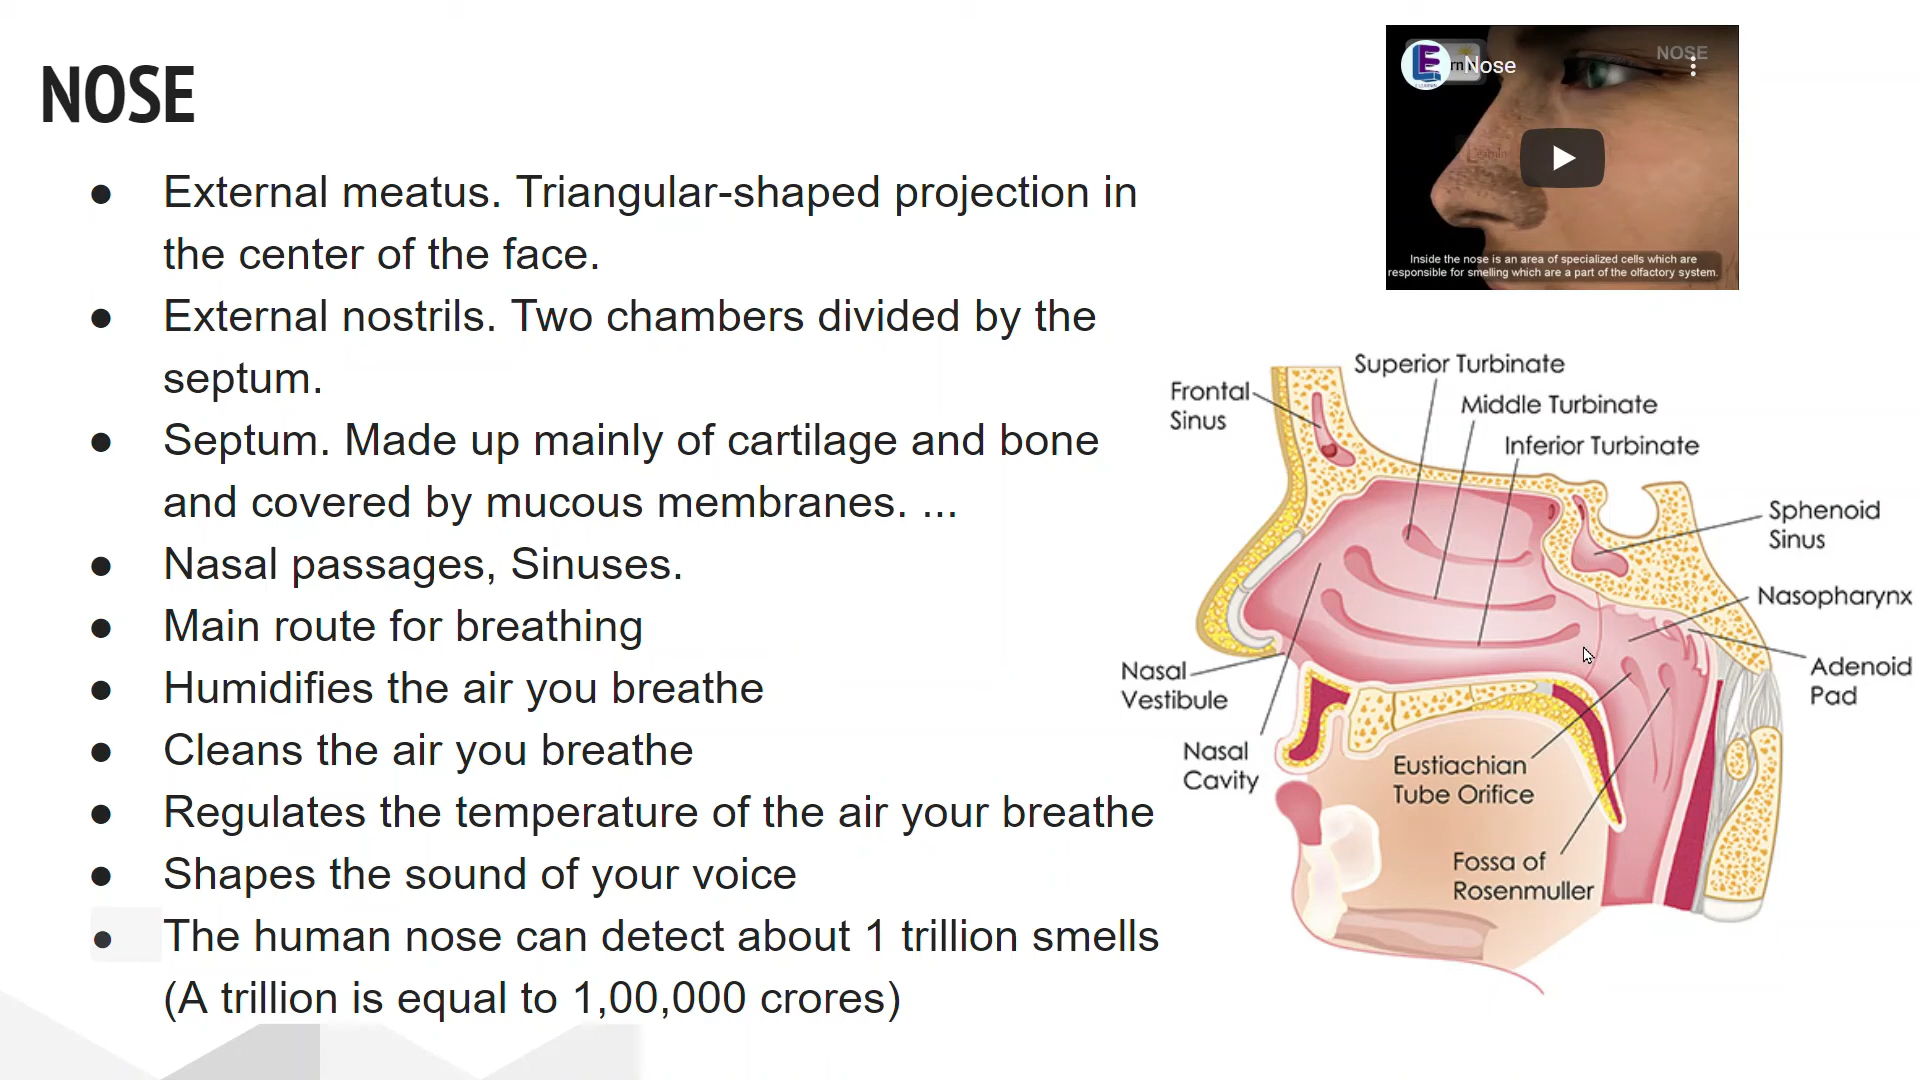 NOSE
● External meatus. Triangular-shaped projection in
the center of the face.
● External nostrils. Two chambers divided by the
septum.
● Septum. Made up mainly of cartilage and bone
and covered by mucous membranes. ...
● Nasal passages, Sinuses.
● Main route for breathing
● Humidifies the air you breathe
● Cleans the air you breathe
● Regulates the temperature of the air your breathe
● Shapes the sound of your voice
● The human nose can detect about 1 trillion smells
(A trillion is equal to 1,00,000 crores)
Nose
NOSE
Inside the nose is an area of specialized cells which are
responsible for smelling which are a part of the olfactory system.
Superior Turbinate
Middle Turbinate
Inferior Turbinate
Frontal
Sinus
Sphenoid
Sinus
Nasopharynx
Adenoid
Pad
Nasal
Vestibule
Nasal
Cavity
Eustiachian
Tube Orifice
Fossa of
Rosenmuller